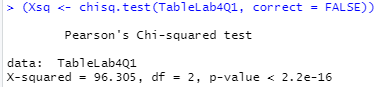 > (Xsq <- chisq.test(TableLab4Q1, correct = FALSE))
Pearson's Chi-squared test
data:  TableLab4Q1
X-squared = 96.305, df = 2, p-value < 2.2e-16